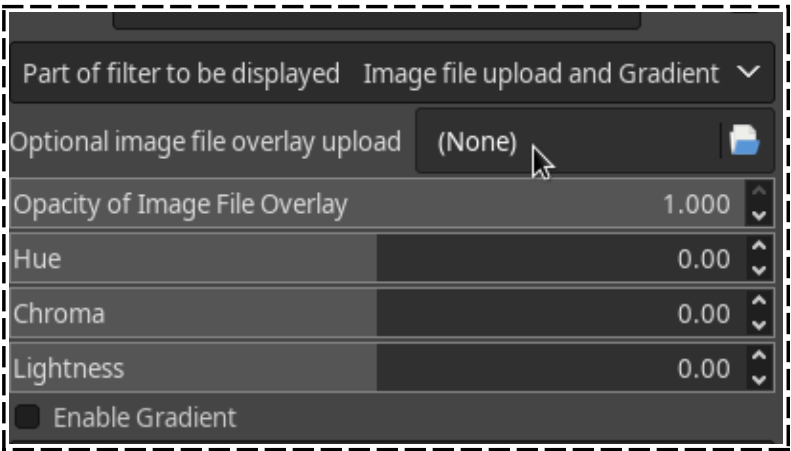 Part of filter to be displayed Image file upload and Gradient
Optional image file overlay upload (None)
Opacity of Image File Overlay 1.000
Hue 0.00
Chroma 0.00
Lightness 0.00
Enable Gradient